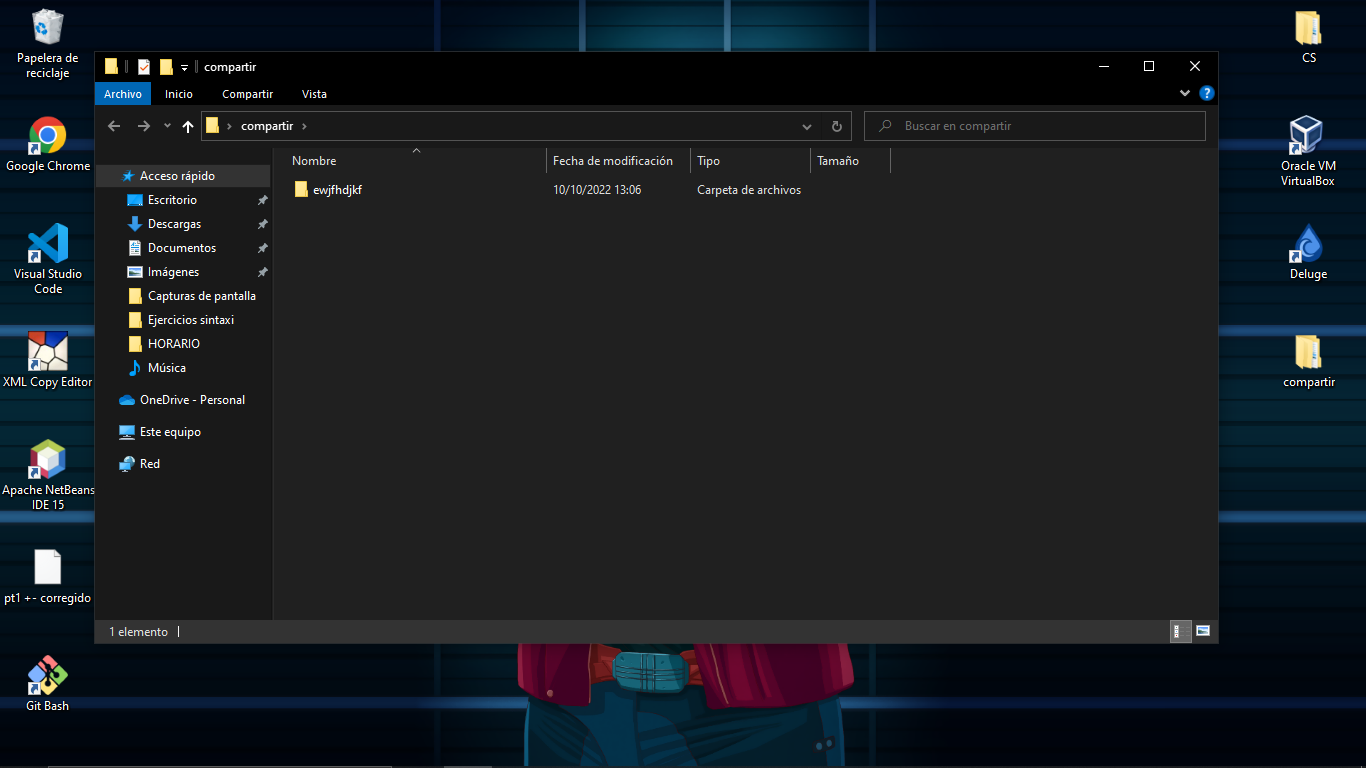 Papelera de
reciclaje
Google Chrome
Visual Studio
Code
XML Copy Editor
Apache NetBeans
IDE 15
pt1 +- corregido
Git Bash
compartir
Archivo
Inicio
Compartir
Vista
?
compartir
Buscar en compartir
Acceso rápido
Escritorio
Descargas
Documentos
Imágenes
Capturas de pantalla
Ejercicios sintaxi
HORARIO
Música
OneDrive - Personal
Este equipo
Red
Nombre Fecha de modificación Tipo Tamaño
ewjfhdjkf 10/10/2022 13:06 Carpeta de archivos
1 elemento
CS
Oracle VM
VirtualBox
Deluge
compartir